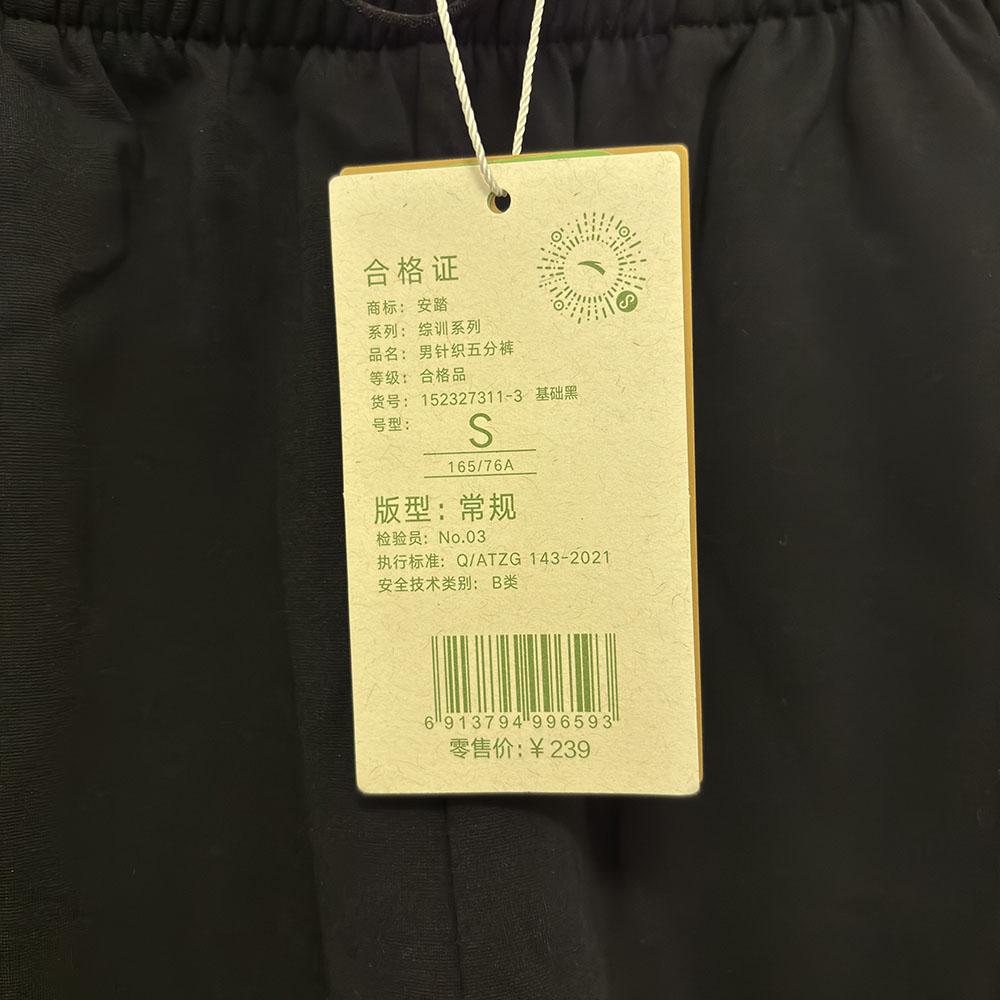 合格证
商标：安踏
系列：综训系列
品名：男针织五分裤
等级：合格品
货号：152327311-3 基础黑
号型：
S
165/76A
版型：常规
检验员：No.03
执行标准：Q/ATZG 143-2021
安全技术类别：B类
6 913794 996593
零售价：￥239